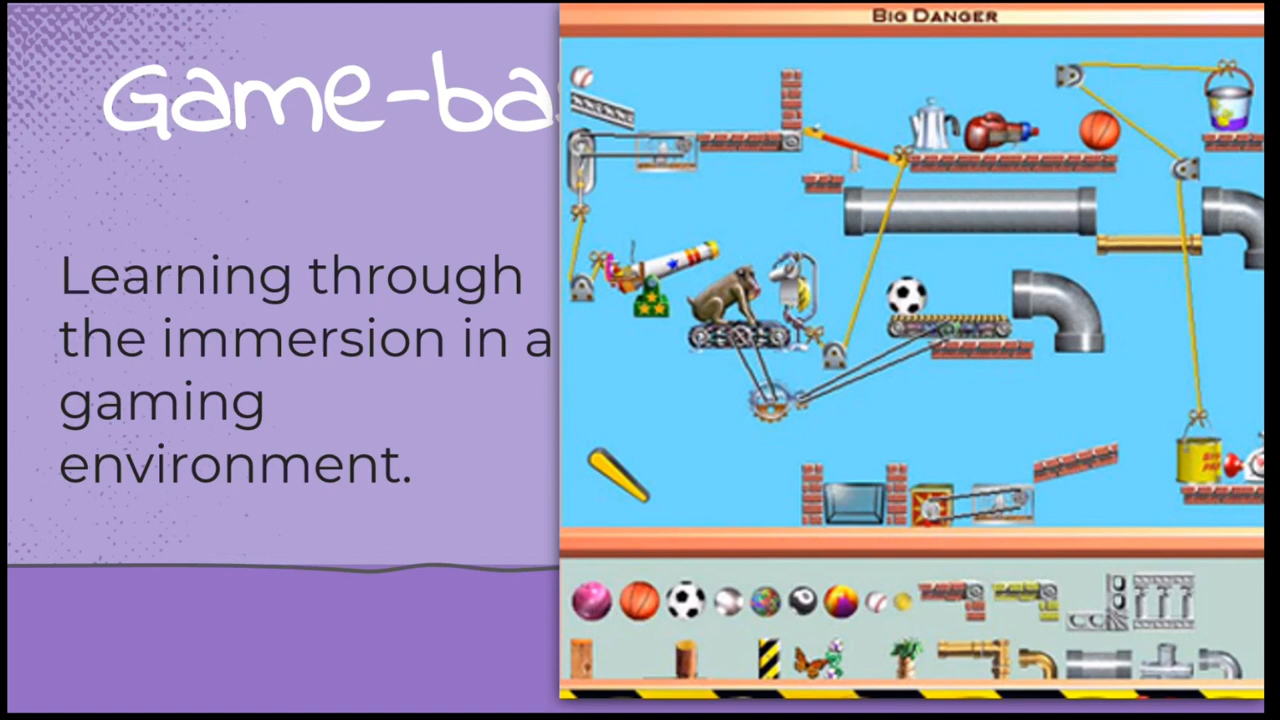 Game-ba
BIG DANGER
Learning through
the immersion in a
gaming
environment.